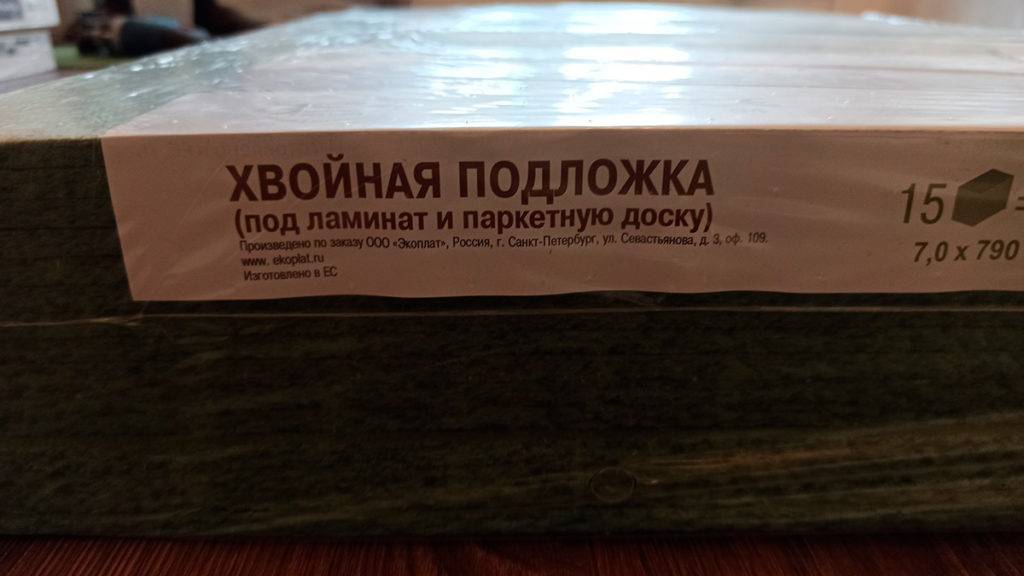 ХВОЙНАЯ ПОДЛОЖКА
(под ламинат и паркетную доску)
Произведено по заказу ООО «Экоплат», Россия, г. Санкт-Петербург, ул. Севастьянова, д. 3, оф. 109.
www. ekoplat.ru
Изготовлено в ЕС
15 =
7,0 x 790